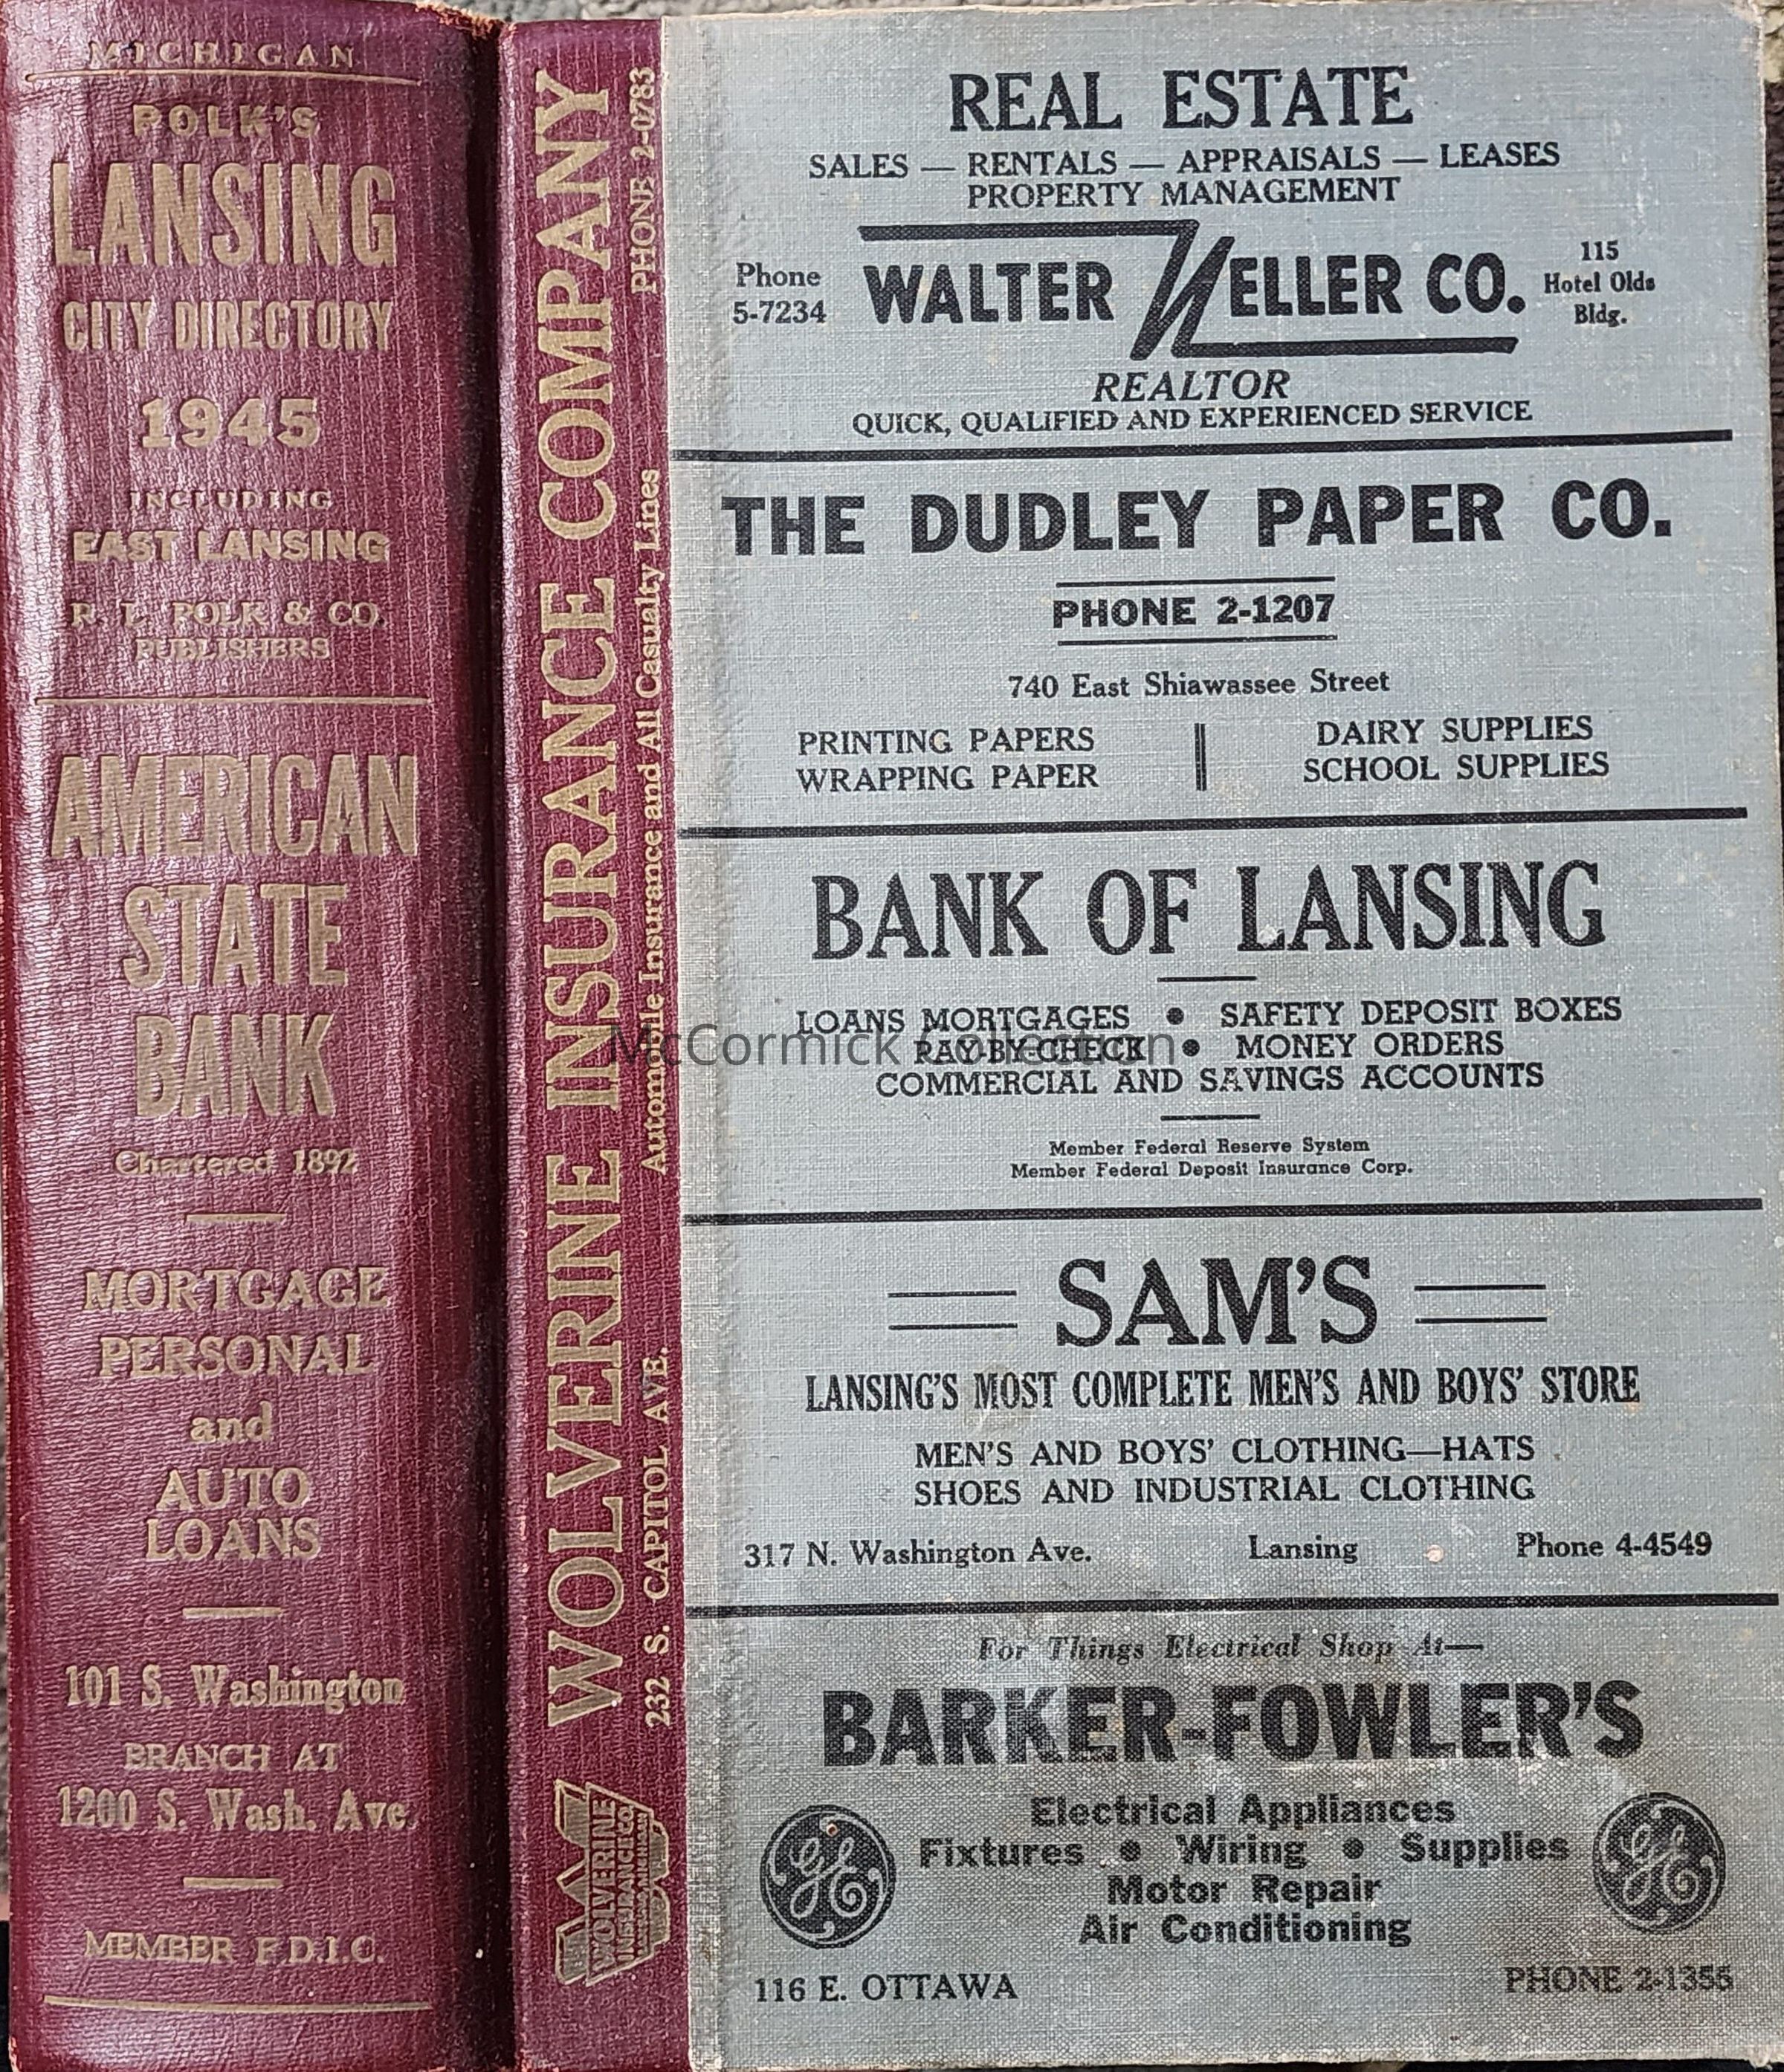 MICHIGAN
POLK'S
LANSING
CITY DIRECTORY
1945
INCLUDING
EAST LANSING
R. L. POLK & CO.
PUBLISHERS
AMERICAN
STATE
BANK
Chartered 1892
MORTGAGE
PERSONAL
and
AUTO
LOANS
101 S. Washington
BRANCH AT
1200 S. Wash. Ave.
MEMBER F.D.I.C.
WOLVERINE INSURANCE COMPANY
232 S. CAPITOL AVE. Automobile Insurance and All Casualty Lines PHONE 2-0783
WOLVERINE
INSURANCE CO.
REAL ESTATE
SALES — RENTALS — APPRAISALS — LEASES
PROPERTY MANAGEMENT
Phone
5-7234
WALTER NELLER CO.
115
Hotel Olds
Bldg.
REALTOR
QUICK, QUALIFIED AND EXPERIENCED SERVICE
THE DUDLEY PAPER CO.
PHONE 2-1207
740 East Shiawassee Street
PRINTING PAPERS
WRAPPING PAPER
DAIRY SUPPLIES
SCHOOL SUPPLIES
BANK OF LANSING
LOANS MORTGAGES • SAFETY DEPOSIT BOXES
PAY-BY-CHECK • MONEY ORDERS
COMMERCIAL AND SAVINGS ACCOUNTS
McCormick Collection
Member Federal Reserve System
Member Federal Deposit Insurance Corp.
SAM'S
LANSING'S MOST COMPLETE MEN'S AND BOYS' STORE
MEN'S AND BOYS' CLOTHING—HATS
SHOES AND INDUSTRIAL CLOTHING
317 N. Washington Ave. Lansing Phone 4-4549
For Things Electrical Shop At—
BARKER-FOWLER'S
Electrical Appliances
Fixtures • Wiring • Supplies
Motor Repair
Air Conditioning
GE
GE
116 E. OTTAWA PHONE 2-1355